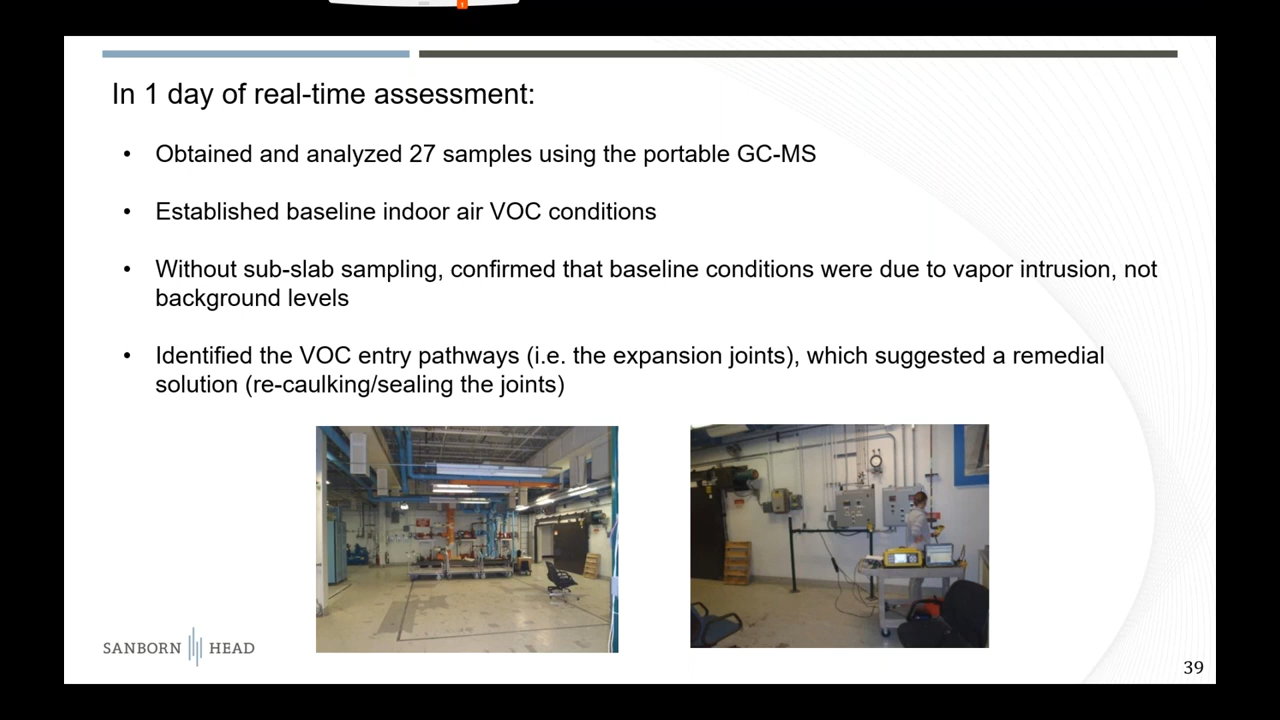 In 1 day of real-time assessment:
• Obtained and analyzed 27 samples using the portable GC-MS
• Established baseline indoor air VOC conditions
• Without sub-slab sampling, confirmed that baseline conditions were due to vapor intrusion, not
background levels
• Identified the VOC entry pathways (i.e. the expansion joints), which suggested a remedial
solution (re-caulking/sealing the joints)
SANBORN HEAD
39